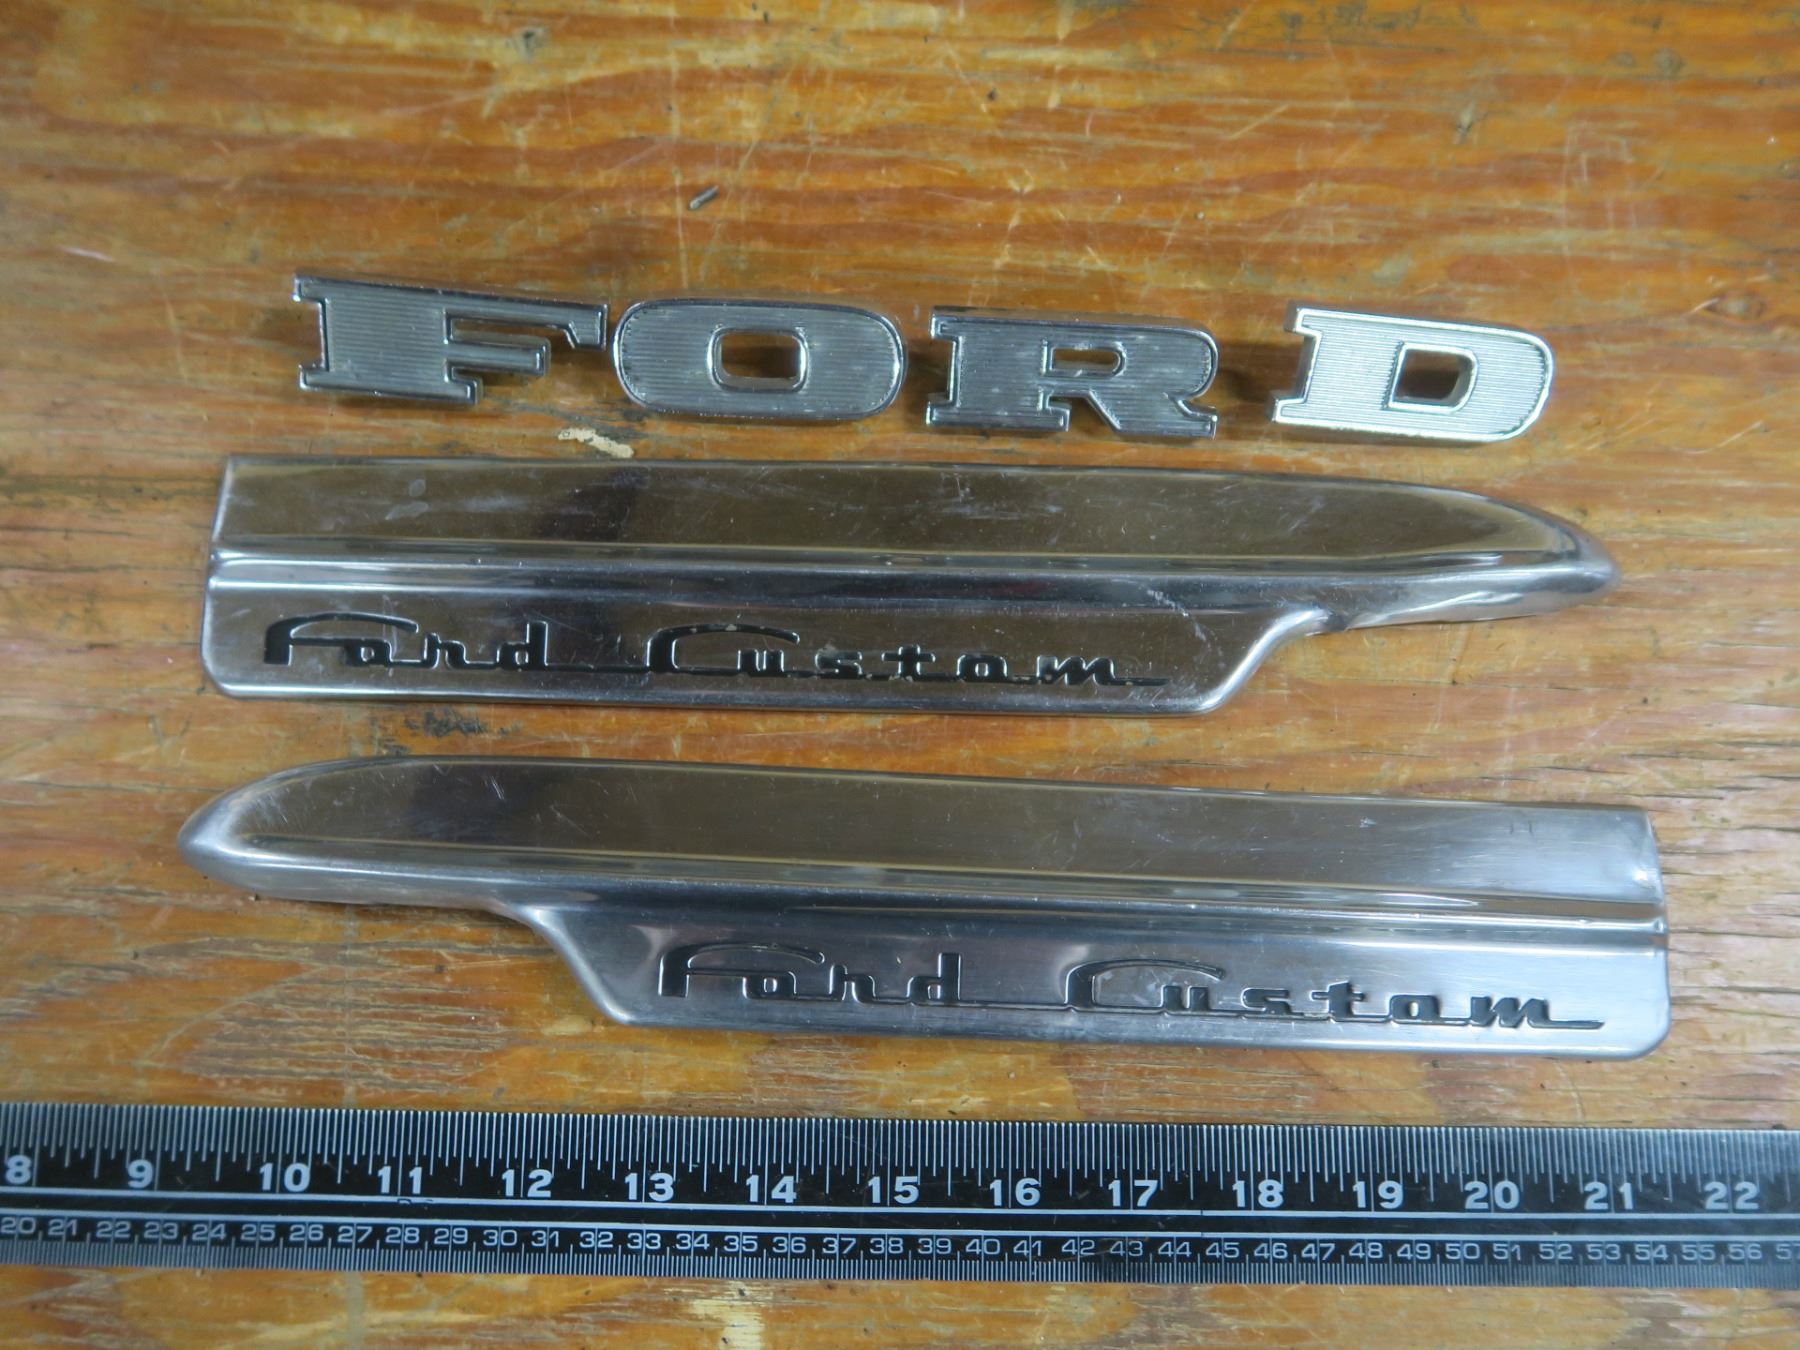 FORD
Ford Custom
Ford Custom
8 9 10 11 12 13 14 15 16 17 18 19 20 21 22
20 21 22 23 24 25 26 27 28 29 30 31 32 33 34 35 36 37 38 39 40 41 42 43 44 45 46 47 48 49 50 51 52 53 54 55 56